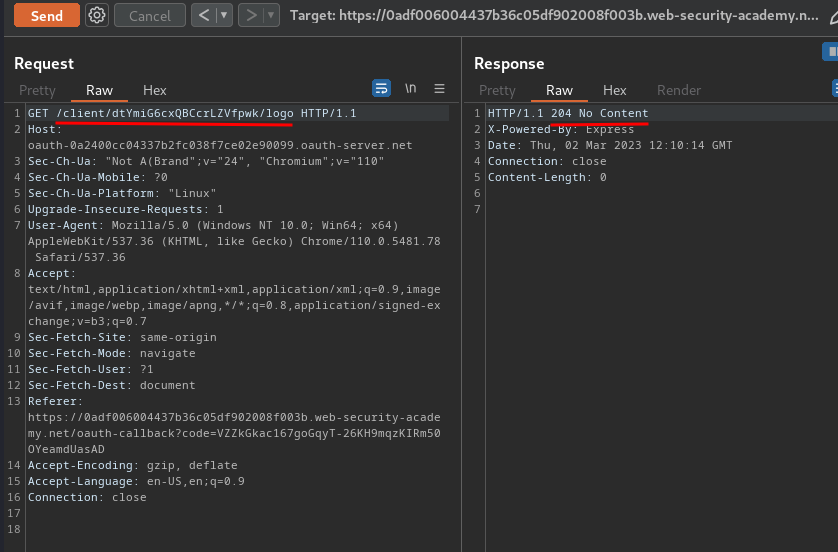 Send
Cancel
< ▾
> ▾
Target: https://0adf006004437b36c05df902008f003b.web-security-academy.n...
Request
Pretty Raw Hex
\n
1 GET /client/dtYmiG6cxQBCcrLZVfpwk/logo HTTP/1.1
2 Host:
oauth-0a2400cc04337b2fc038f7ce02e90099.oauth-server.net
3 Sec-Ch-Ua: "Not A(Brand";v="24", "Chromium";v="110"
4 Sec-Ch-Ua-Mobile: ?0
5 Sec-Ch-Ua-Platform: "Linux"
6 Upgrade-Insecure-Requests: 1
7 User-Agent: Mozilla/5.0 (Windows NT 10.0; Win64; x64)
AppleWebKit/537.36 (KHTML, like Gecko) Chrome/110.0.5481.78
Safari/537.36
8 Accept:
text/html,application/xhtml+xml,application/xml;q=0.9,image
/avif,image/webp,image/apng,*/*;q=0.8,application/signed-ex
change;v=b3;q=0.7
9 Sec-Fetch-Site: same-origin
10 Sec-Fetch-Mode: navigate
11 Sec-Fetch-User: ?1
12 Sec-Fetch-Dest: document
13 Referer:
https://0adf006004437b36c05df902008f003b.web-security-acade
my.net/oauth-callback?code=VZZkGkac167goGqyT-26KH9mqzKIRm50
OYeamdUasAD
14 Accept-Encoding: gzip, deflate
15 Accept-Language: en-US,en;q=0.9
16 Connection: close
17
18
Response
Pretty Raw Hex Render
1 HTTP/1.1 204 No Content
2 X-Powered-By: Express
3 Date: Thu, 02 Mar 2023 12:10:14 GMT
4 Connection: close
5 Content-Length: 0
6
7